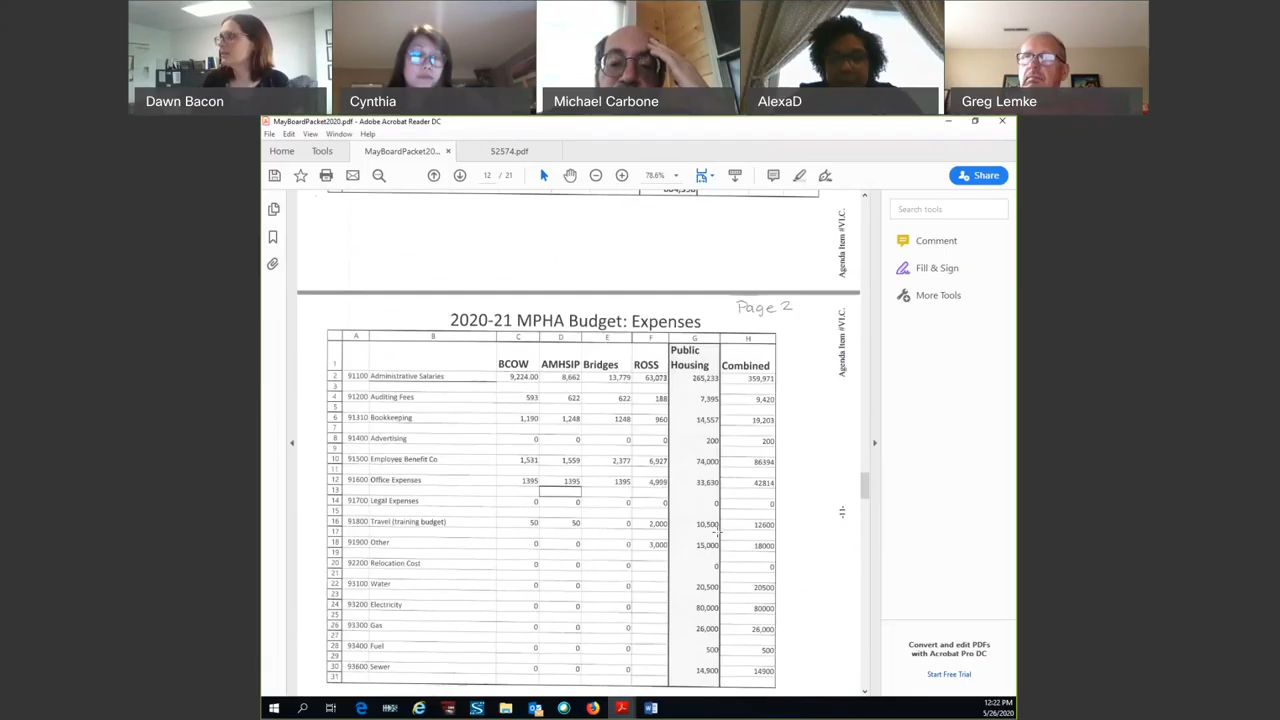 Dawn Bacon
Cynthia
Michael Carbone
AlexaD
Greg Lemke
MayBoardPacket2020.pdf - Adobe Acrobat Reader DC
File Edit View Window Help
Home Tools MayBoardPacket20... × 52574.pdf
12 / 21 78.6% Share
Search tools
Comment
Fill & Sign
More Tools
Agenda Item #VI.C.
Page 2
2020-21 MPHA Budget: Expenses
Agenda Item #VI.C.
A B C D E F G H
1 BCOW AMHSIP Bridges ROSS Public Housing Combined
2 91100 Administrative Salaries 9,224.00 8,662 13,779 63,073 265,233 359,971
3
4 91200 Auditing Fees 593 622 622 188 7,395 9,420
5
6 91310 Bookkeeping 1,190 1,248 1248 960 14,557 19,203
7
8 91400 Advertising 0 0 0 0 200 200
9
10 91500 Employee Benefit Co 1,531 1,559 2,377 6,927 74,000 86394
11
12 91600 Office Expenses 1395 1395 1395 4,999 33,630 42814
13
14 91700 Legal Expenses 0 0 0 0 0 0
15
16 91800 Travel (training budget) 50 50 0 2,000 10,500 12600
17
18 91900 Other 0 0 0 3,000 15,000 18000
19
20 92200 Relocation Cost 0 0 0 0 0
21
22 93100 Water 0 0 0 20,500 20500
23
24 93200 Electricity 0 0 0 80,000 80000
25
26 93300 Gas 0 0 0 26,000 26,000
27
28 93400 Fuel 0 0 0 500 500
29
30 93600 Sewer 0 0 0 14,900 14900
31
-11-
Convert and edit PDFs
with Acrobat Pro DC
Start Free Trial
12:22 PM
5/26/2020